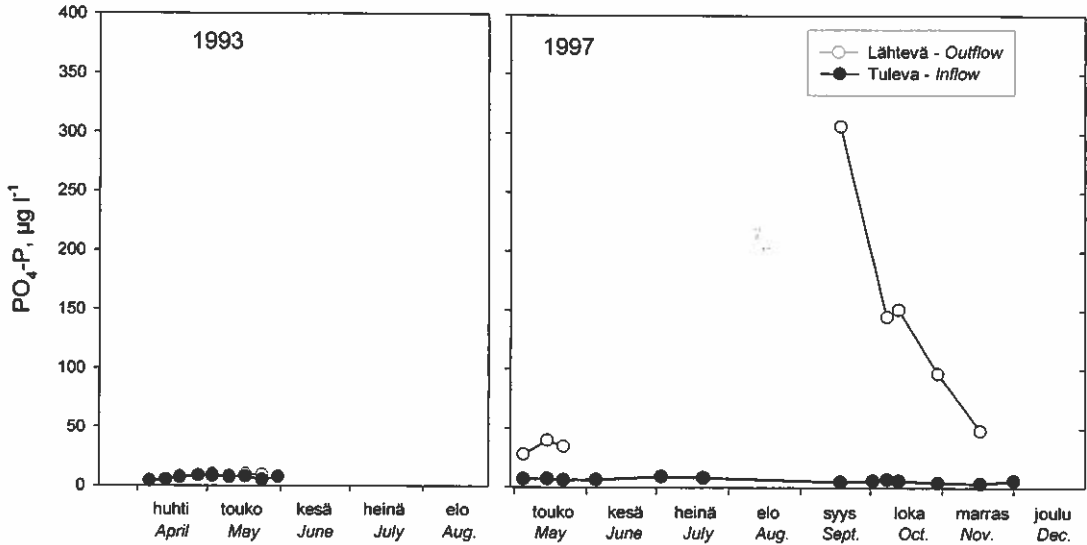 400
350
300
250
200
150
100
50
0
PO₄-P, µg l⁻¹
1993
1997
Lähtevä - Outflow
Tuleva - Inflow
huhti touko kesä heinä elo
April May June July Aug.
touko kesä heinä elo syys loka marras joulu
May June July Aug. Sept. Oct. Nov. Dec.